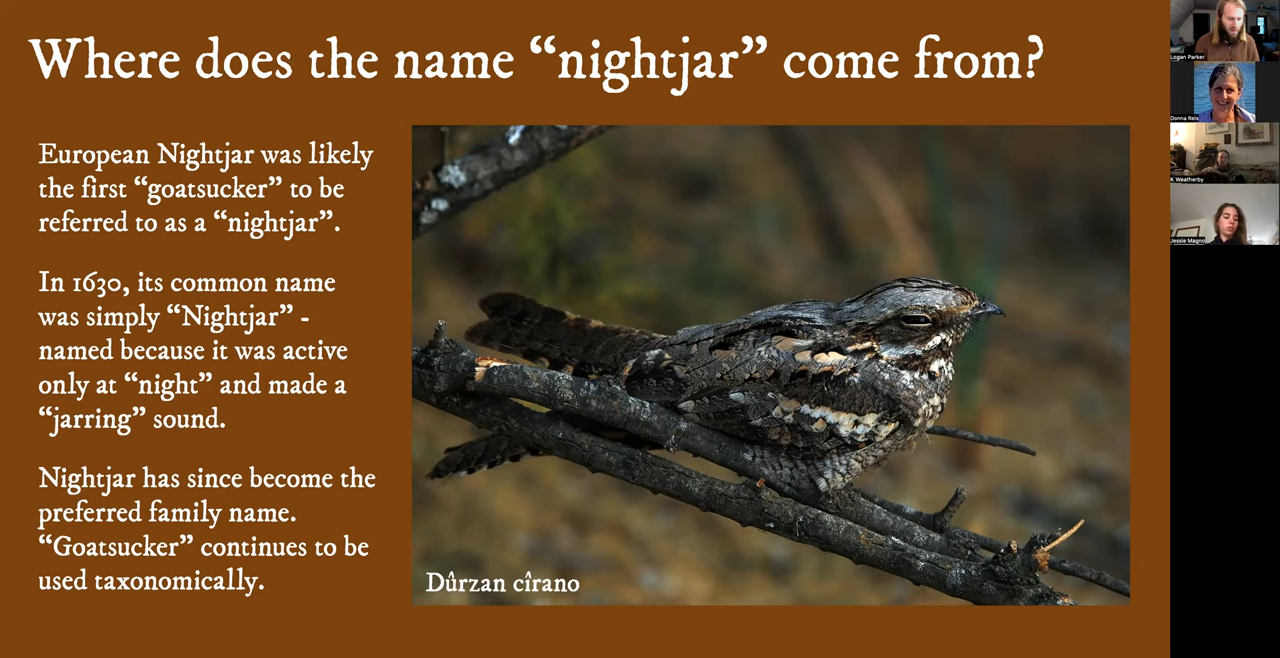 Where does the name “nightjar” come from?
European Nightjar was likely
the first “goatsucker” to be
referred to as a “nightjar”.
In 1630, its common name
was simply “Nightjar” -
named because it was active
only at “night” and made a
“jarring” sound.
Nightjar has since become the
preferred family name.
“Goatsucker” continues to be
used taxonomically.
Dûrzan cîrano
Logan Parker
Donna Reis
K Weatherby
Jessie Magno